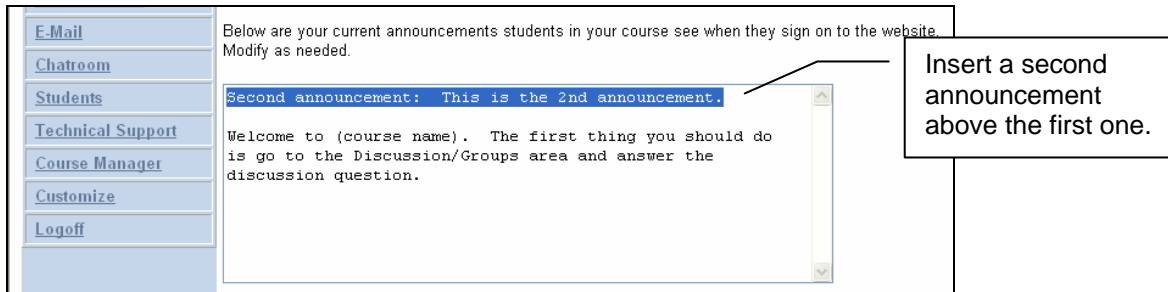 E-Mail
Chatroom
Students
Technical Support
Course Manager
Customize
Logoff
Below are your current announcements students in your course see when they sign on to the website.
Modify as needed.
Second announcement:  This is the 2nd announcement.
Welcome to (course name).  The first thing you should do
is go to the Discussion/Groups area and answer the
discussion question.
Insert a second
announcement
above the first one.